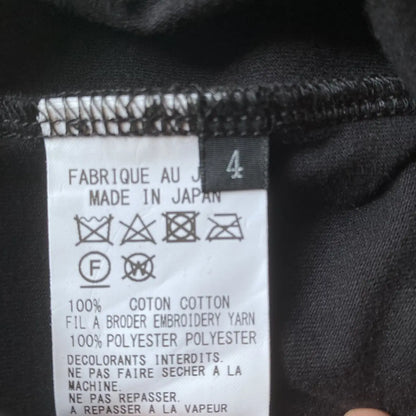 4
FABRIQUE AU J
MADE IN JAPAN
F W
100% COTON COTTON
FIL A BRODER EMBROIDERY YARN
100% POLYESTER POLYESTER
DECOLORANTS INTERDITS.
NE PAS FAIRE SECHER A LA
MACHINE.
NE PAS REPASSER.
A REPASSER A LA VAPEUR